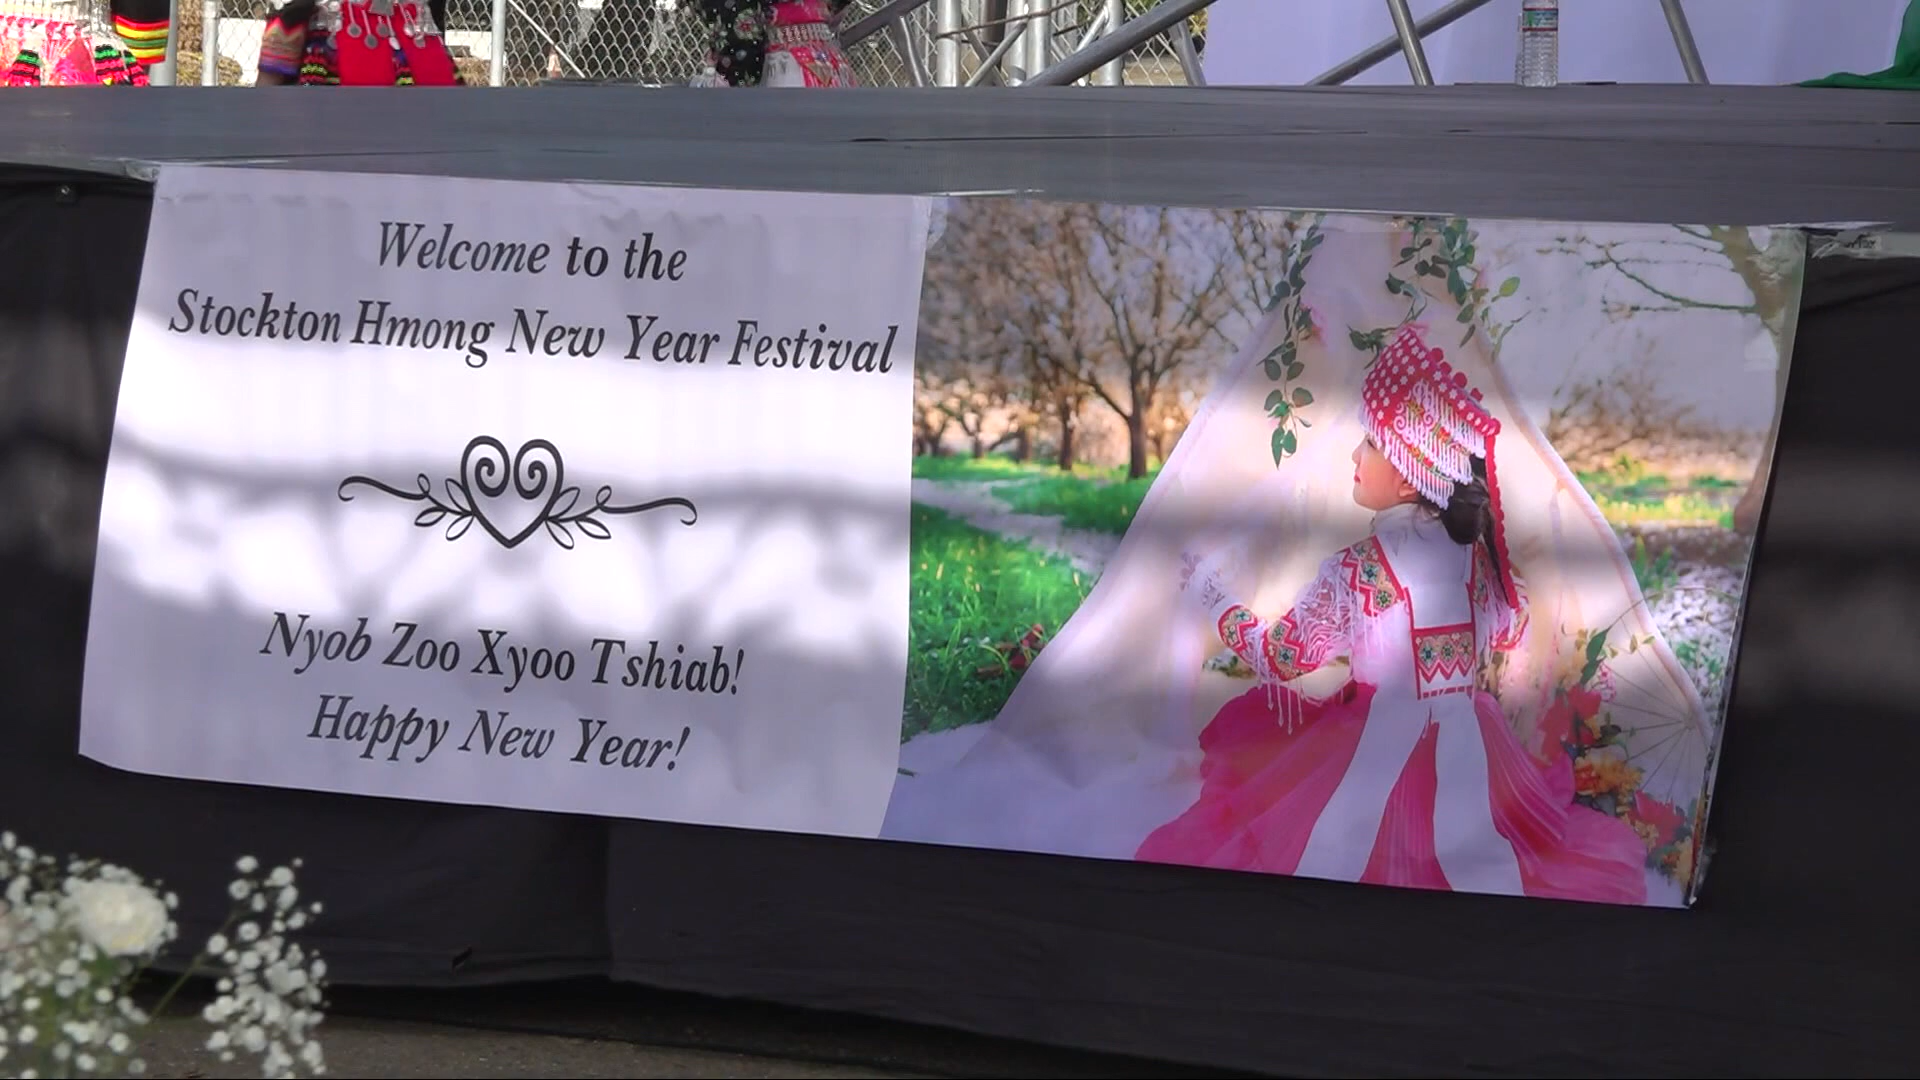 Welcome to the
Stockton Hmong New Year Festival
Nyob Zoo Xyoo Tshiab!
Happy New Year!